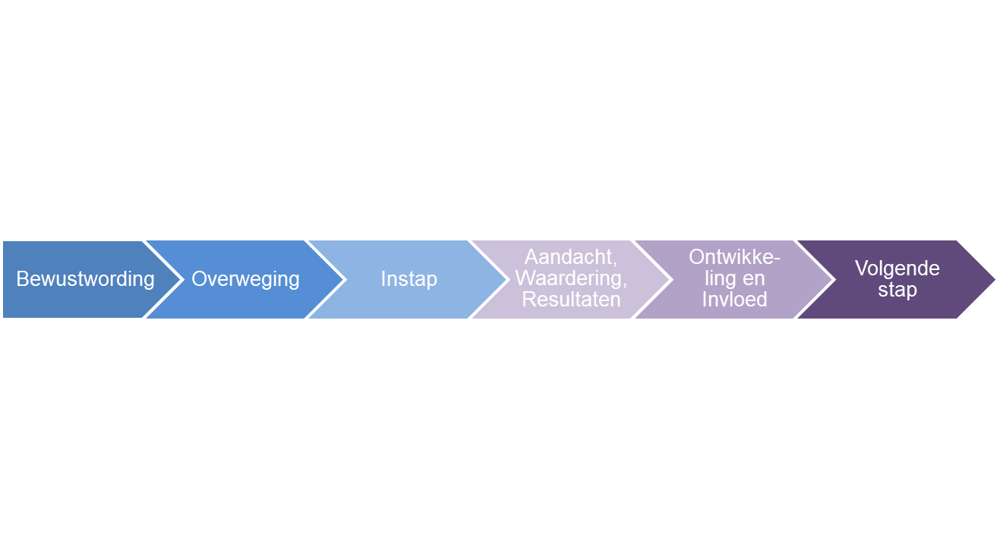 Bewustwording
Overweging
Instap
Aandacht,
Waardering,
Resultaten
Ontwikke-
ling en
Invloed
Volgende
stap